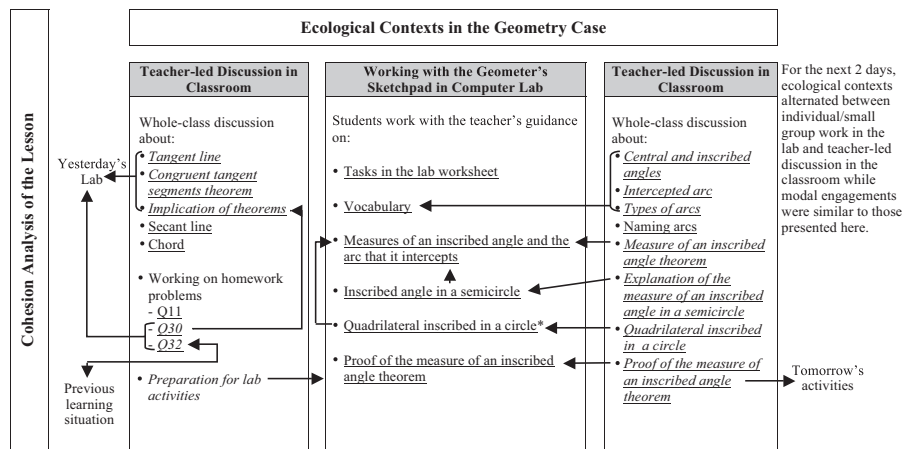 Ecological Contexts in the Geometry Case
Cohesion Analysis of the Lesson
Yesterday's
Lab
Previous
learning
situation
Teacher-led Discussion in
Classroom
Whole-class discussion
about:
• Tangent line
• Congruent tangent
segments theorem
• Implication of theorems
• Secant line
• Chord
• Working on homework
problems
- Q11
- Q30
- Q32
• Preparation for lab
activities
Working with the Geometer's
Sketchpad in Computer Lab
Students work with the teacher's guidance
on:
• Tasks in the lab worksheet
• Vocabulary
• Measures of an inscribed angle and the
arc that it intercepts
• Inscribed angle in a semicircle
• Quadrilateral inscribed in a circle*
• Proof of the measure of an inscribed
angle theorem
Teacher-led Discussion in
Classroom
Whole-class discussion
about:
• Central and inscribed
angles
• Intercepted arc
• Types of arcs
• Naming arcs
• Measure of an inscribed
angle theorem
• Explanation of the
measure of an inscribed
angle in a semicircle
• Quadrilateral inscribed
in a circle
• Proof of the measure of
an inscribed angle
theorem
For the next 2 days,
ecological contexts
alternated between
individual/small
group work in the
lab and teacher-led
discussion in the
classroom while
modal engagements
were similar to those
presented here.
Tomorrow's
activities